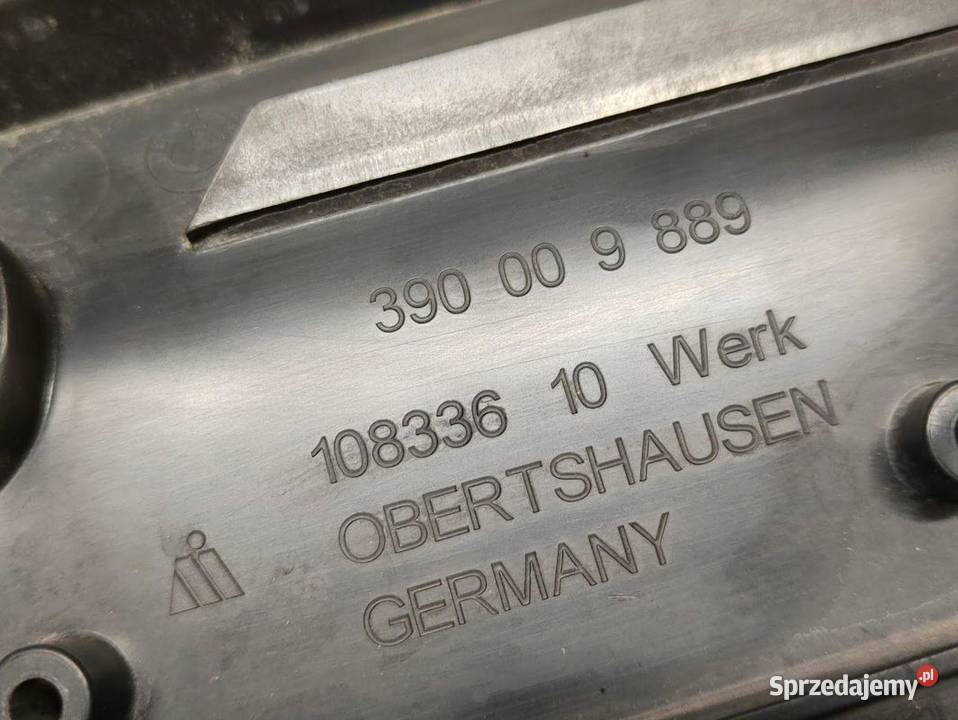 390 00 9 889
108336 10 Werk
OBERTSHAUSEN
GERMANY
Sprzedajemy.pl